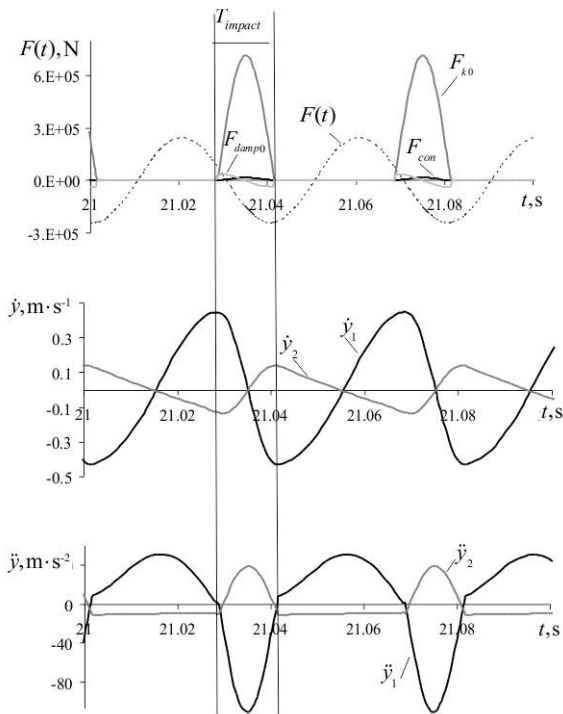 T_impact
F(t), N
6.E+05
F_k0
3.E+05
F_damp0
F(t)
F_con
0.E+00
21 21.02 21.04 21.06 21.08
-3.E+05
t, s
ẏ, m·s⁻¹
0.3
ẏ₂ ẏ₁
0.1
-0.1
21 21.02 21.04 21.06 21.08
t, s
-0.3
-0.5
ÿ, m·s⁻²
ÿ₂
0
21 21.02 21.04 21.06 21.08
t, s
-40
ÿ₁
-80